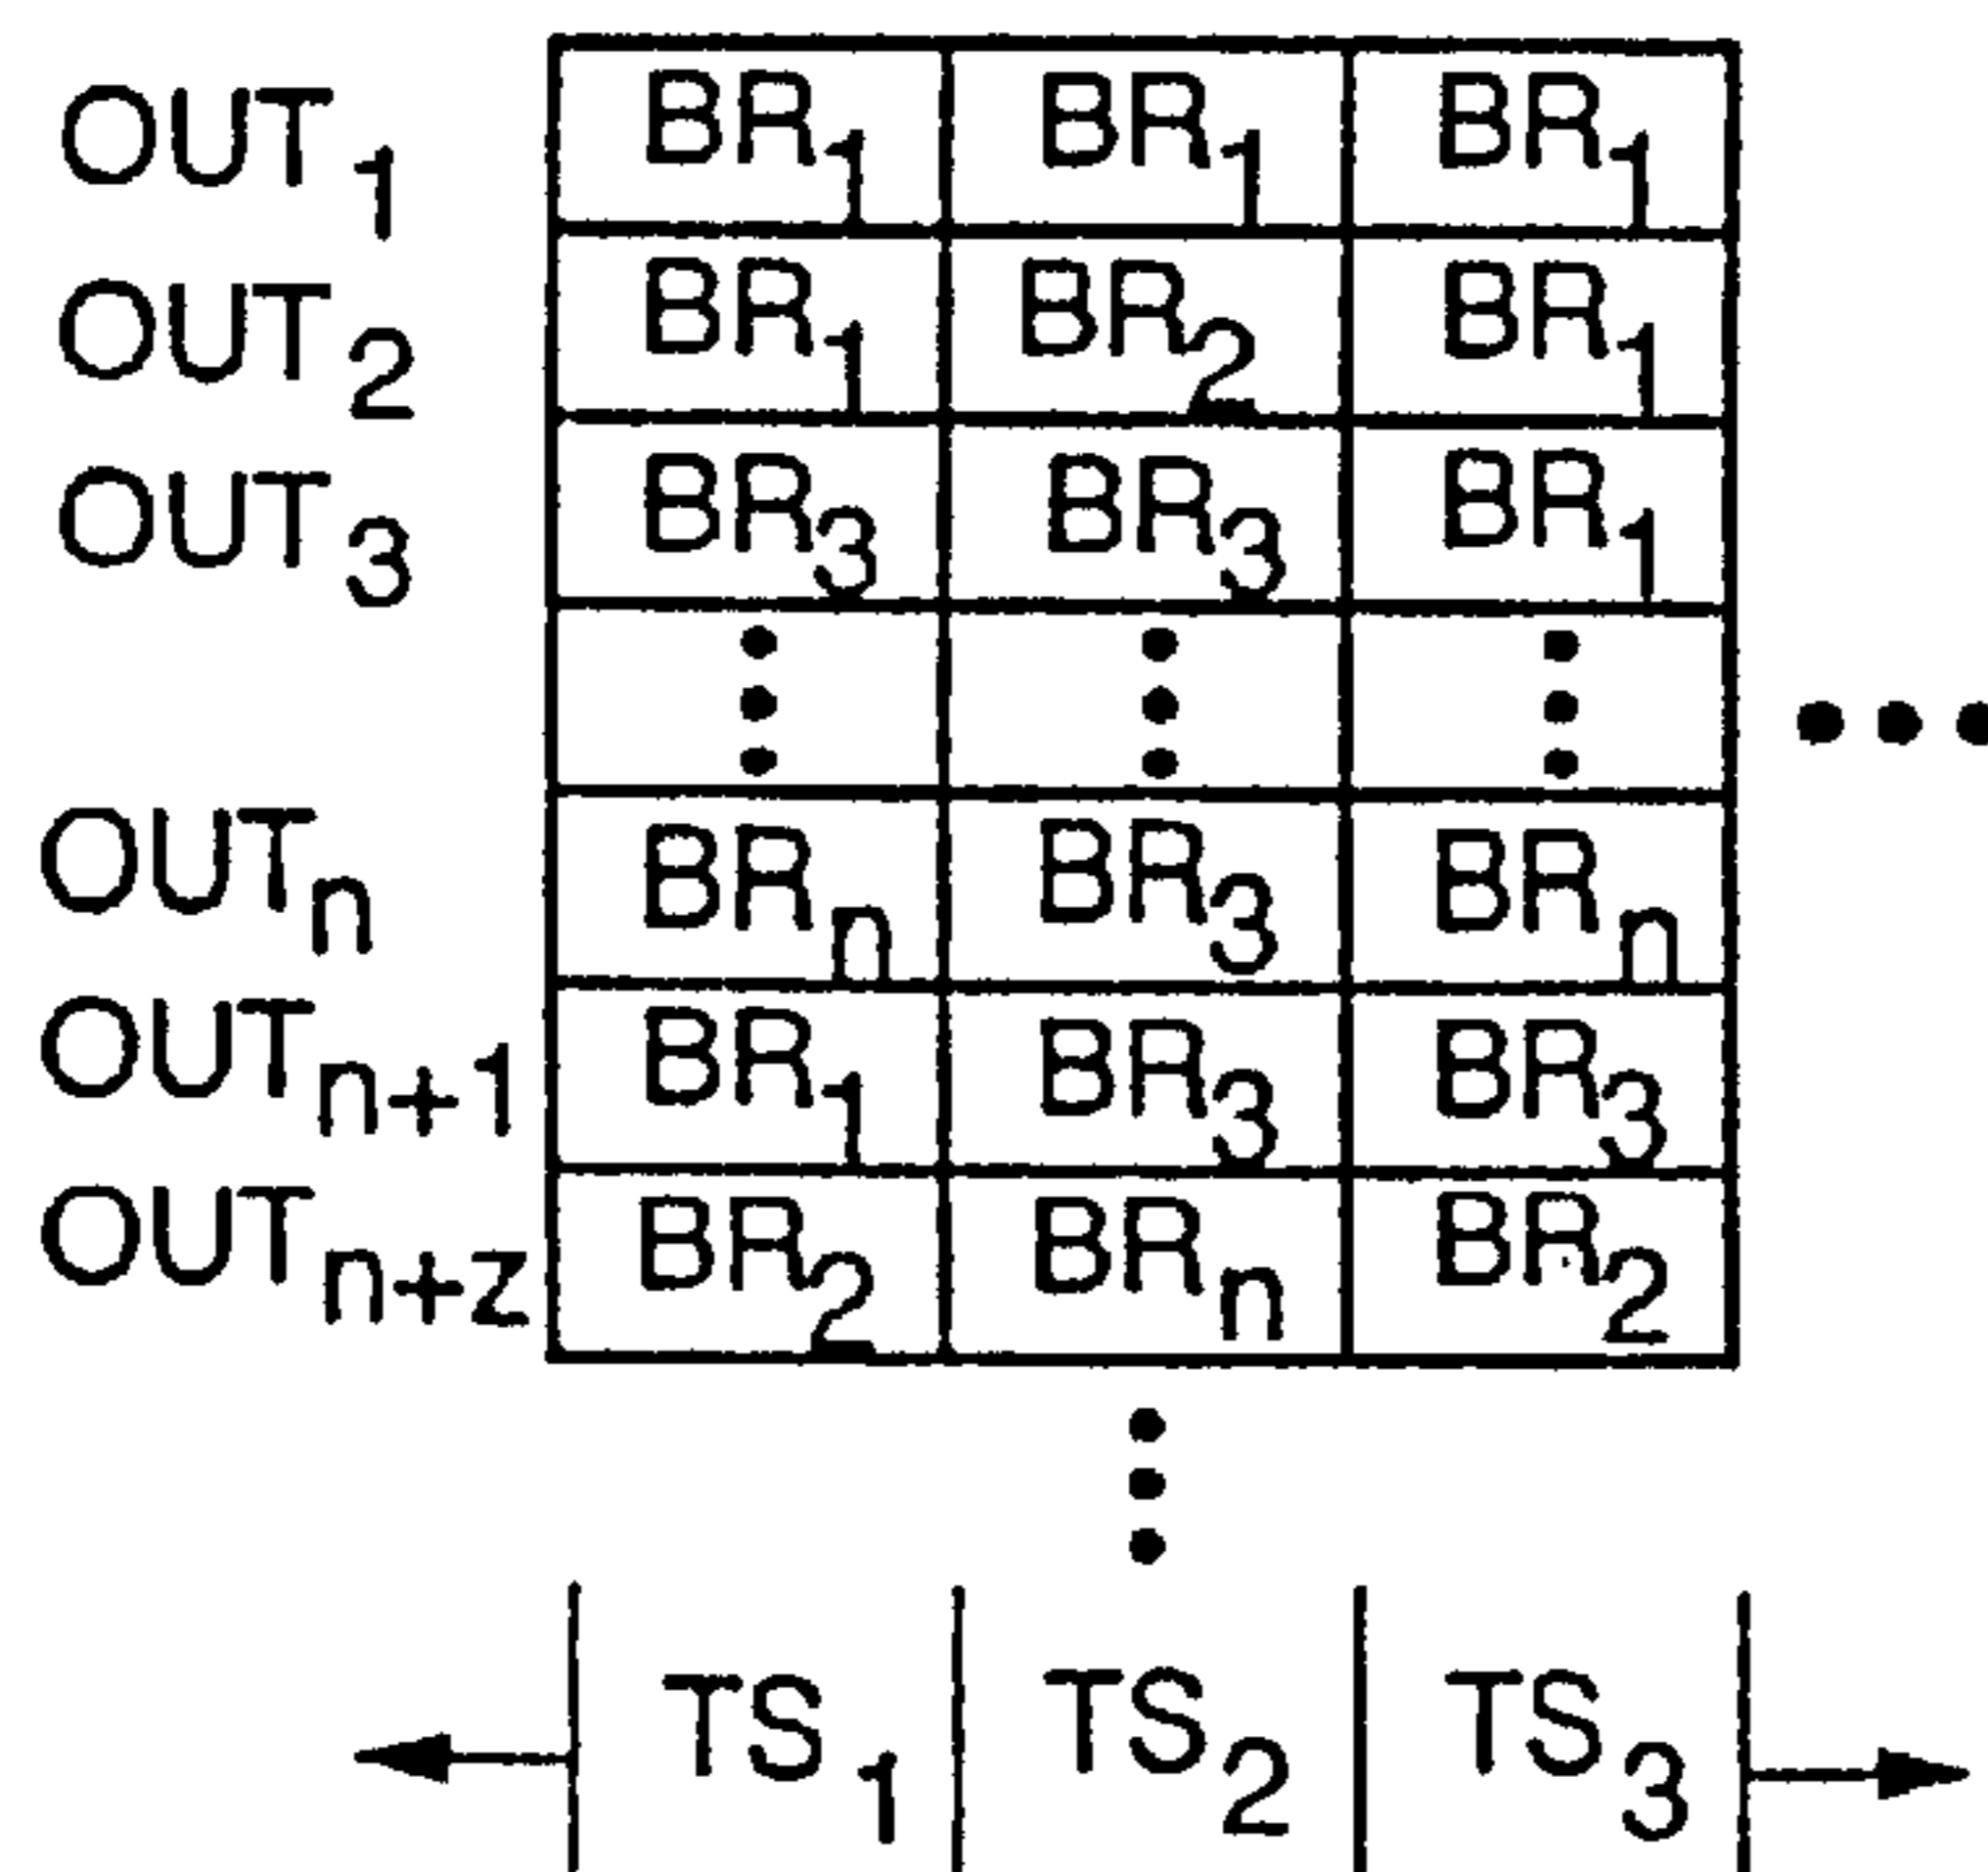 OUT₁ BR₁ BR₁ BR₁
OUT₂ BR₁ BR₂ BR₁
OUT₃ BR₃ BR₃ BR₁
OUTₙ BRₙ BR₃ BRₙ
OUTₙ₊₁ BR₁ BR₃ BR₃
OUTn+z BR₂ BRₙ BR₂
TS₁ TS₂ TS₃